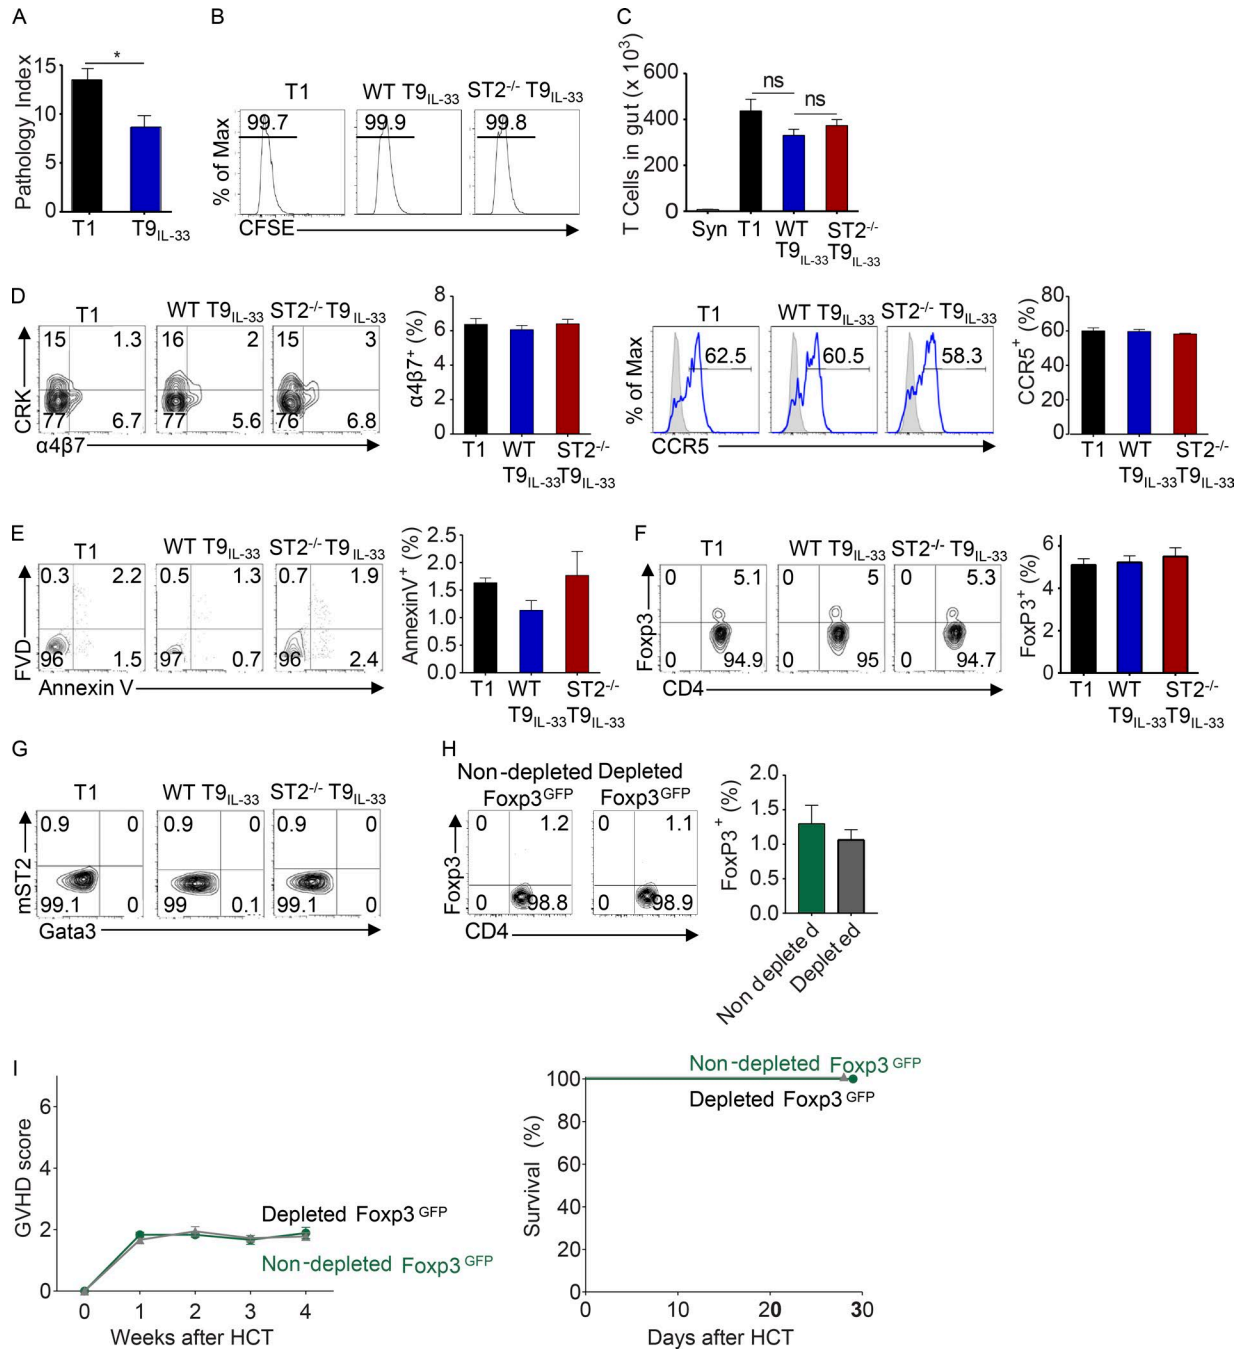 A
Pathology Index
15
10
5
0
*
T1
T9IL-33
B
T1
WT T9IL-33
ST2-/- T9IL-33
% of Max
99.7
99.9
99.8
CFSE
C
T Cells in gut (x 10³)
600
400
200
0
ns
ns
Syn
T1
WT
T9IL-33
ST2-/-
T9IL-33
D
T1
WT T9IL-33
ST2-/- T9IL-33
CRK
15
1.3
77
6.7
16
2
77
5.6
15
3
76
6.8
α4β7
α4β7+ (%)
8
6
4
2
0
T1
WT
T9IL-33
ST2-/-
T9IL-33
T1
WT T9IL-33
ST2-/- T9IL-33
% of Max
62.5
60.5
58.3
CCR5
CCR5+ (%)
80
60
40
20
0
T1
WT
T9IL-33
ST2-/-
T9IL-33
E
T1
WT T9IL-33
ST2-/- T9IL-33
FVD
0.3
2.2
96
1.5
0.5
1.3
97
0.7
0.7
1.9
96
2.4
Annexin V
AnnexinV+ (%)
2.5
2.0
1.5
1.0
0.5
0.0
T1
WT
T9IL-33
ST2-/-
T9IL-33
F
T1
WT T9IL-33
ST2-/- T9IL-33
Foxp3
0
5.1
0
94.9
0
5
0
95
0
5.3
0
94.7
CD4
FoxP3+ (%)
6
4
2
0
T1
WT
T9IL-33
ST2-/-
T9IL-33
G
T1
WT T9IL-33
ST2-/- T9IL-33
mST2
0.9
0
99.1
0
0.9
0
99
0.1
0.9
0
99.1
0
Gata3
H
Non-depleted
Foxp3GFP
Depleted
Foxp3GFP
Foxp3
0
1.2
0
98.8
0
1.1
0
98.9
CD4
FoxP3+ (%)
2.0
1.5
1.0
0.5
0.0
Non depleted
Depleted
I
GVHD score
6
4
2
0
Depleted Foxp3GFP
Non-depleted Foxp3GFP
0 1 2 3 4
Weeks after HCT
Survival (%)
100
80
60
40
20
0
Non-depleted Foxp3GFP
Depleted Foxp3GFP
0 10 20 30
Days after HCT